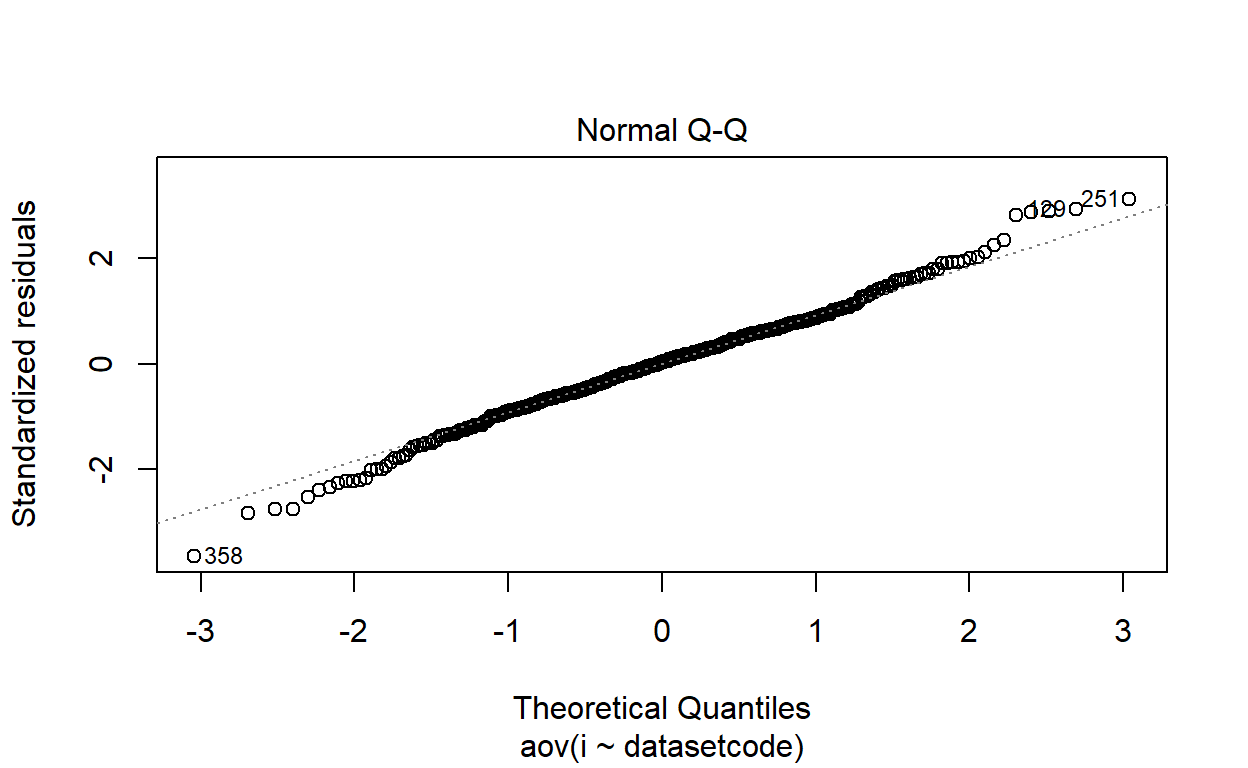 Normal Q-Q
Standardized residuals
2
0
-2
129
251
358
-3 -2 -1 0 1 2 3
Theoretical Quantiles
aov(i ~ datasetcode)